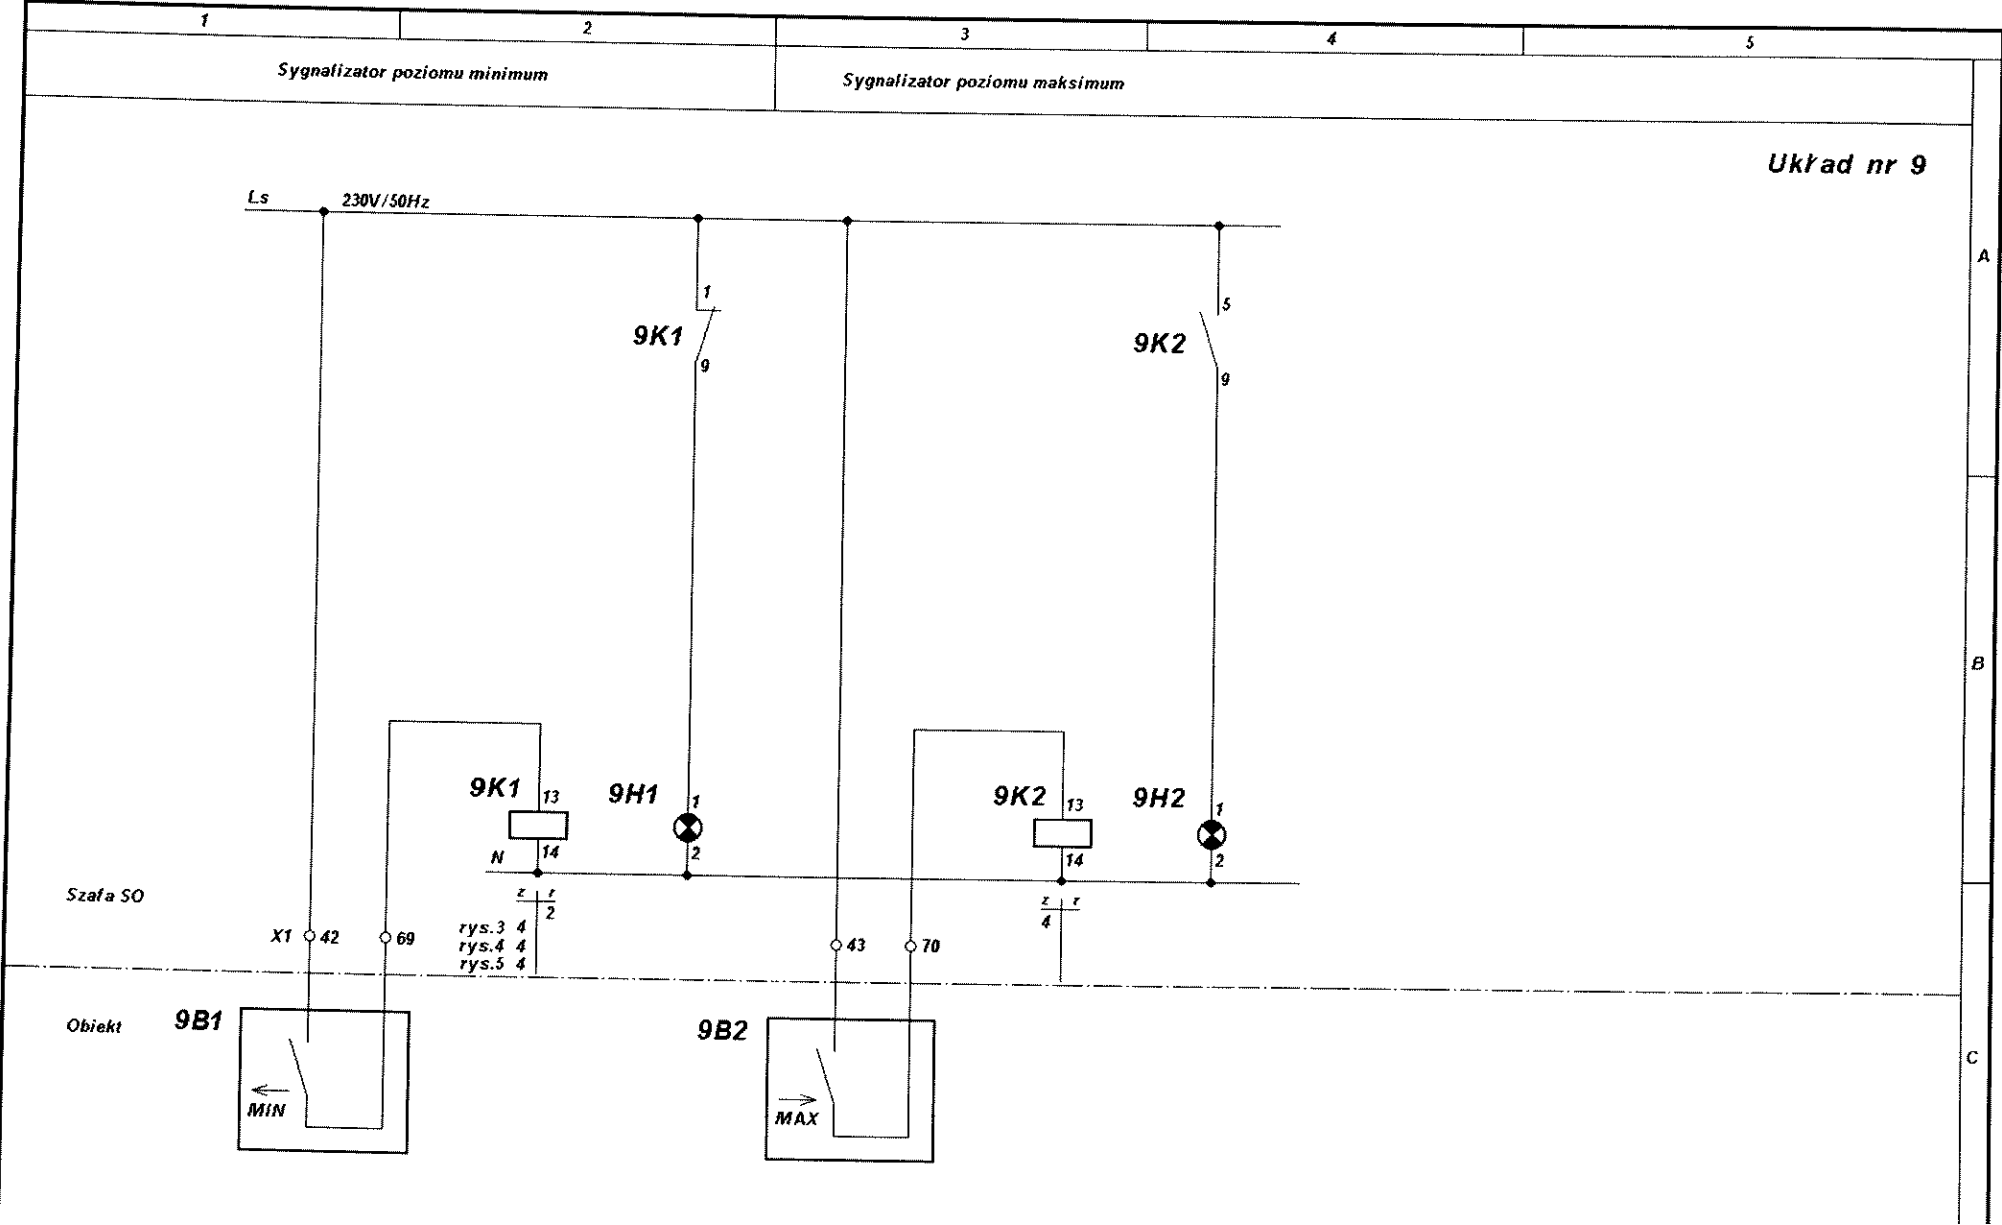 1 2 3 4 5
Sygnalizator poziomu minimum
Sygnalizator poziomu maksimum
Układ nr 9
Ls 230V/50Hz
A
1
9K1
9
5
9K2
9
B
9K1 13
14
9H1 1
2
N
9K2 13
14
9H2 1
2
Szafa SO
z r
2
rys.3 4
rys.4 4
rys.5 4
z r
4
X1 42 69
43 70
Obiekt
9B1
MIN
9B2
MAX
C